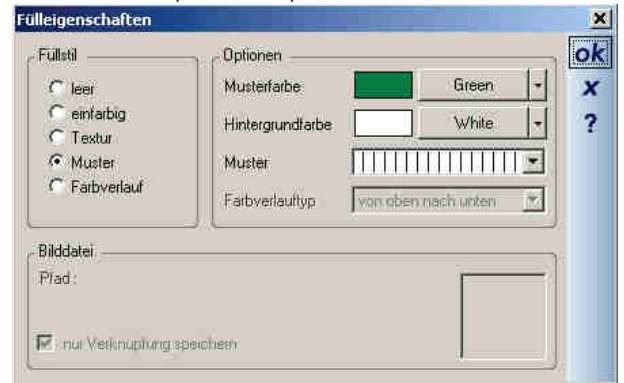 Fülleigenschaften
ok
x
?
Füllstil
leer
einfarbig
Textur
Muster
Farbverlauf
Optionen
Musterfarbe Green
Hintergrundfarbe White
Muster
Farbverlauftyp von oben nach unten
Bilddatei
Pfad :
nur Verknüpfung speichern